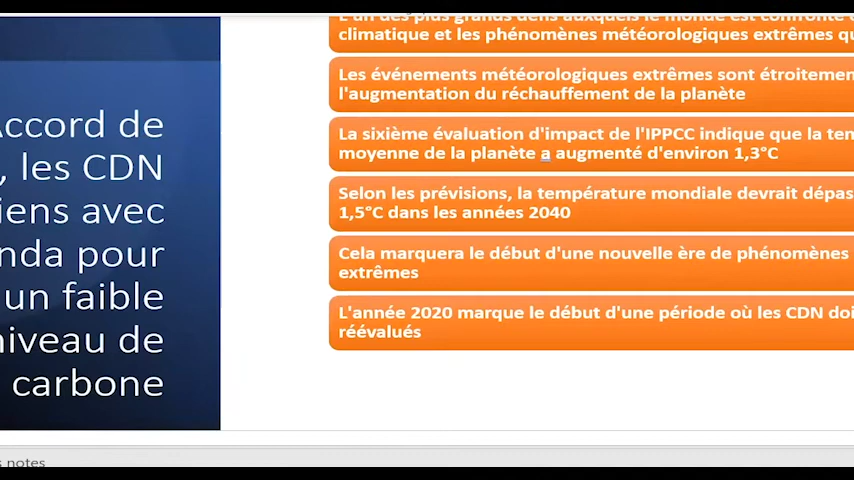 Accord de
, les CDN
iens avec
nda pour
un faible
niveau de
carbone
L'un des plus grands défis auxquels le monde est confronté
climatique et les phénomènes météorologiques extrêmes qu
Les événements météorologiques extrêmes sont étroitemen
l'augmentation du réchauffement de la planète
La sixième évaluation d'impact de l'IPPCC indique que la tem
moyenne de la planète a augmenté d'environ 1,3°C
Selon les prévisions, la température mondiale devrait dépas
1,5°C dans les années 2040
Cela marquera le début d'une nouvelle ère de phénomènes
extrêmes
L'année 2020 marque le début d'une période où les CDN doi
réévalués
s notes